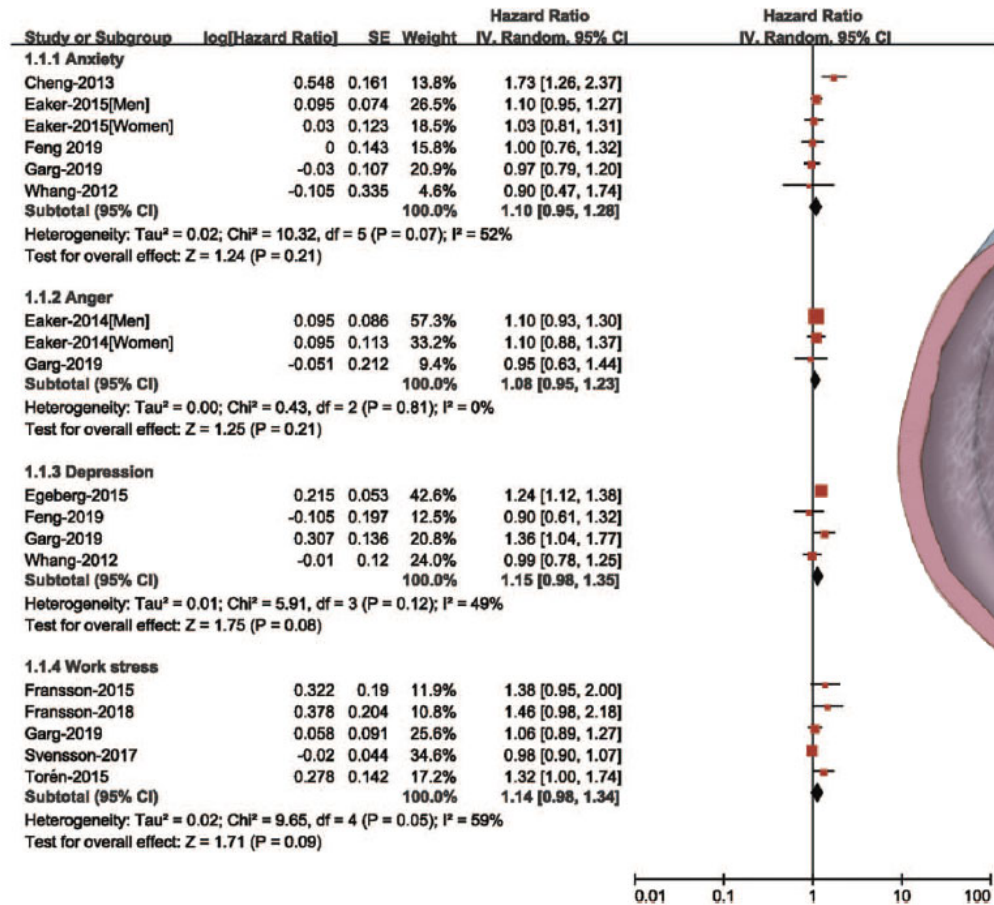 Hazard Ratio Hazard Ratio
Study or Subgroup log[Hazard Ratio] SE Weight IV. Random. 95% CI IV. Random. 95% CI
1.1.1 Anxiety
Cheng-2013 0.548 0.161 13.8% 1.73 [1.26, 2.37]
Eaker-2015[Men] 0.095 0.074 26.5% 1.10 [0.95, 1.27]
Eaker-2015[Women] 0.03 0.123 18.5% 1.03 [0.81, 1.31]
Feng 2019 0 0.143 15.8% 1.00 [0.76, 1.32]
Garg-2019 -0.03 0.107 20.9% 0.97 [0.79, 1.20]
Whang-2012 -0.105 0.335 4.6% 0.90 [0.47, 1.74]
Subtotal (95% CI) 100.0% 1.10 [0.95, 1.28]
Heterogeneity: Tau² = 0.02; Chi² = 10.32, df = 5 (P = 0.07); I² = 52%
Test for overall effect: Z = 1.24 (P = 0.21)
1.1.2 Anger
Eaker-2014[Men] 0.095 0.086 57.3% 1.10 [0.93, 1.30]
Eaker-2014[Women] 0.095 0.113 33.2% 1.10 [0.88, 1.37]
Garg-2019 -0.051 0.212 9.4% 0.95 [0.63, 1.44]
Subtotal (95% CI) 100.0% 1.08 [0.95, 1.23]
Heterogeneity: Tau² = 0.00; Chi² = 0.43, df = 2 (P = 0.81); I² = 0%
Test for overall effect: Z = 1.25 (P = 0.21)
1.1.3 Depression
Egeberg-2015 0.215 0.053 42.6% 1.24 [1.12, 1.38]
Feng-2019 -0.105 0.197 12.5% 0.90 [0.61, 1.32]
Garg-2019 0.307 0.136 20.8% 1.36 [1.04, 1.77]
Whang-2012 -0.01 0.12 24.0% 0.99 [0.78, 1.25]
Subtotal (95% CI) 100.0% 1.15 [0.98, 1.35]
Heterogeneity: Tau² = 0.01; Chi² = 5.91, df = 3 (P = 0.12); I² = 49%
Test for overall effect: Z = 1.75 (P = 0.08)
1.1.4 Work stress
Fransson-2015 0.322 0.19 11.9% 1.38 [0.95, 2.00]
Fransson-2018 0.378 0.204 10.8% 1.46 [0.98, 2.18]
Garg-2019 0.058 0.091 25.6% 1.06 [0.89, 1.27]
Svensson-2017 -0.02 0.044 34.6% 0.98 [0.90, 1.07]
Torén-2015 0.278 0.142 17.2% 1.32 [1.00, 1.74]
Subtotal (95% CI) 100.0% 1.14 [0.98, 1.34]
Heterogeneity: Tau² = 0.02; Chi² = 9.65, df = 4 (P = 0.05); I² = 59%
Test for overall effect: Z = 1.71 (P = 0.09)
0.01 0.1 1 10 100